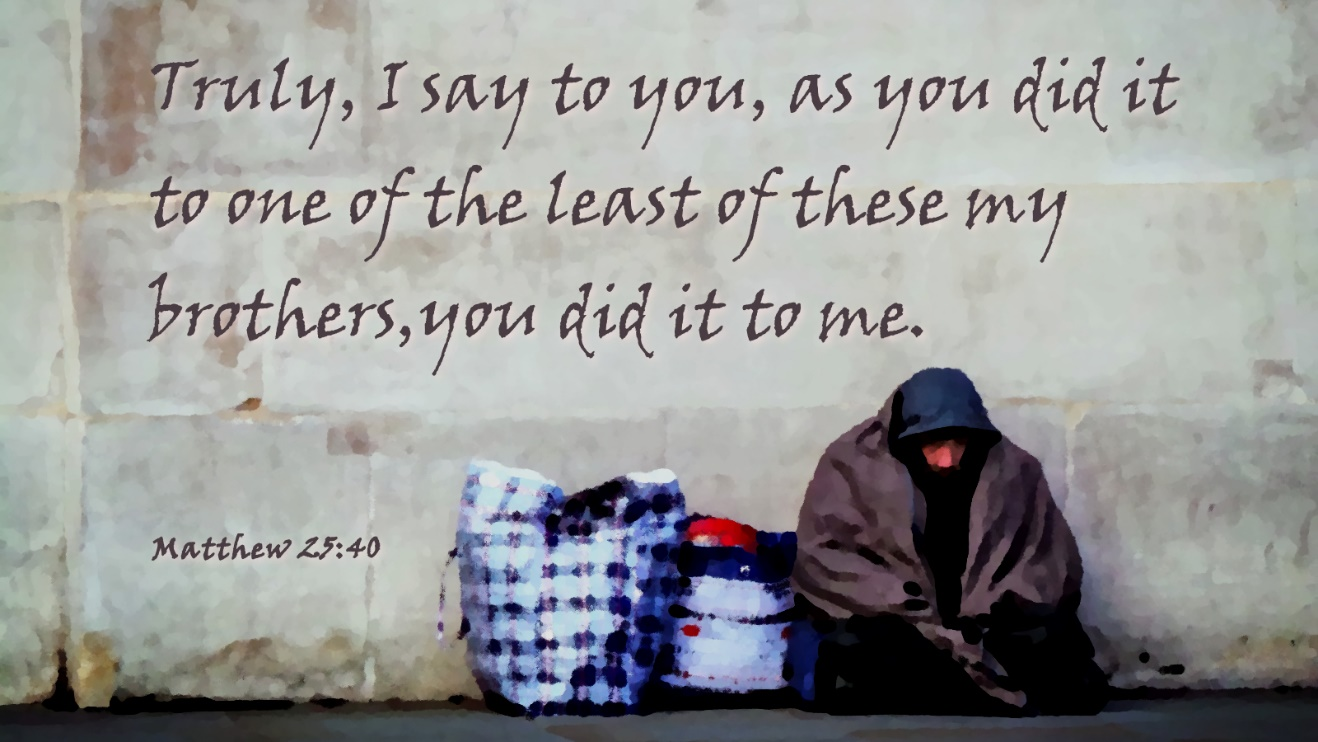 Truly, I say to you, as you did it
to one of the least of these my
brothers,you did it to me.
Matthew 25:40